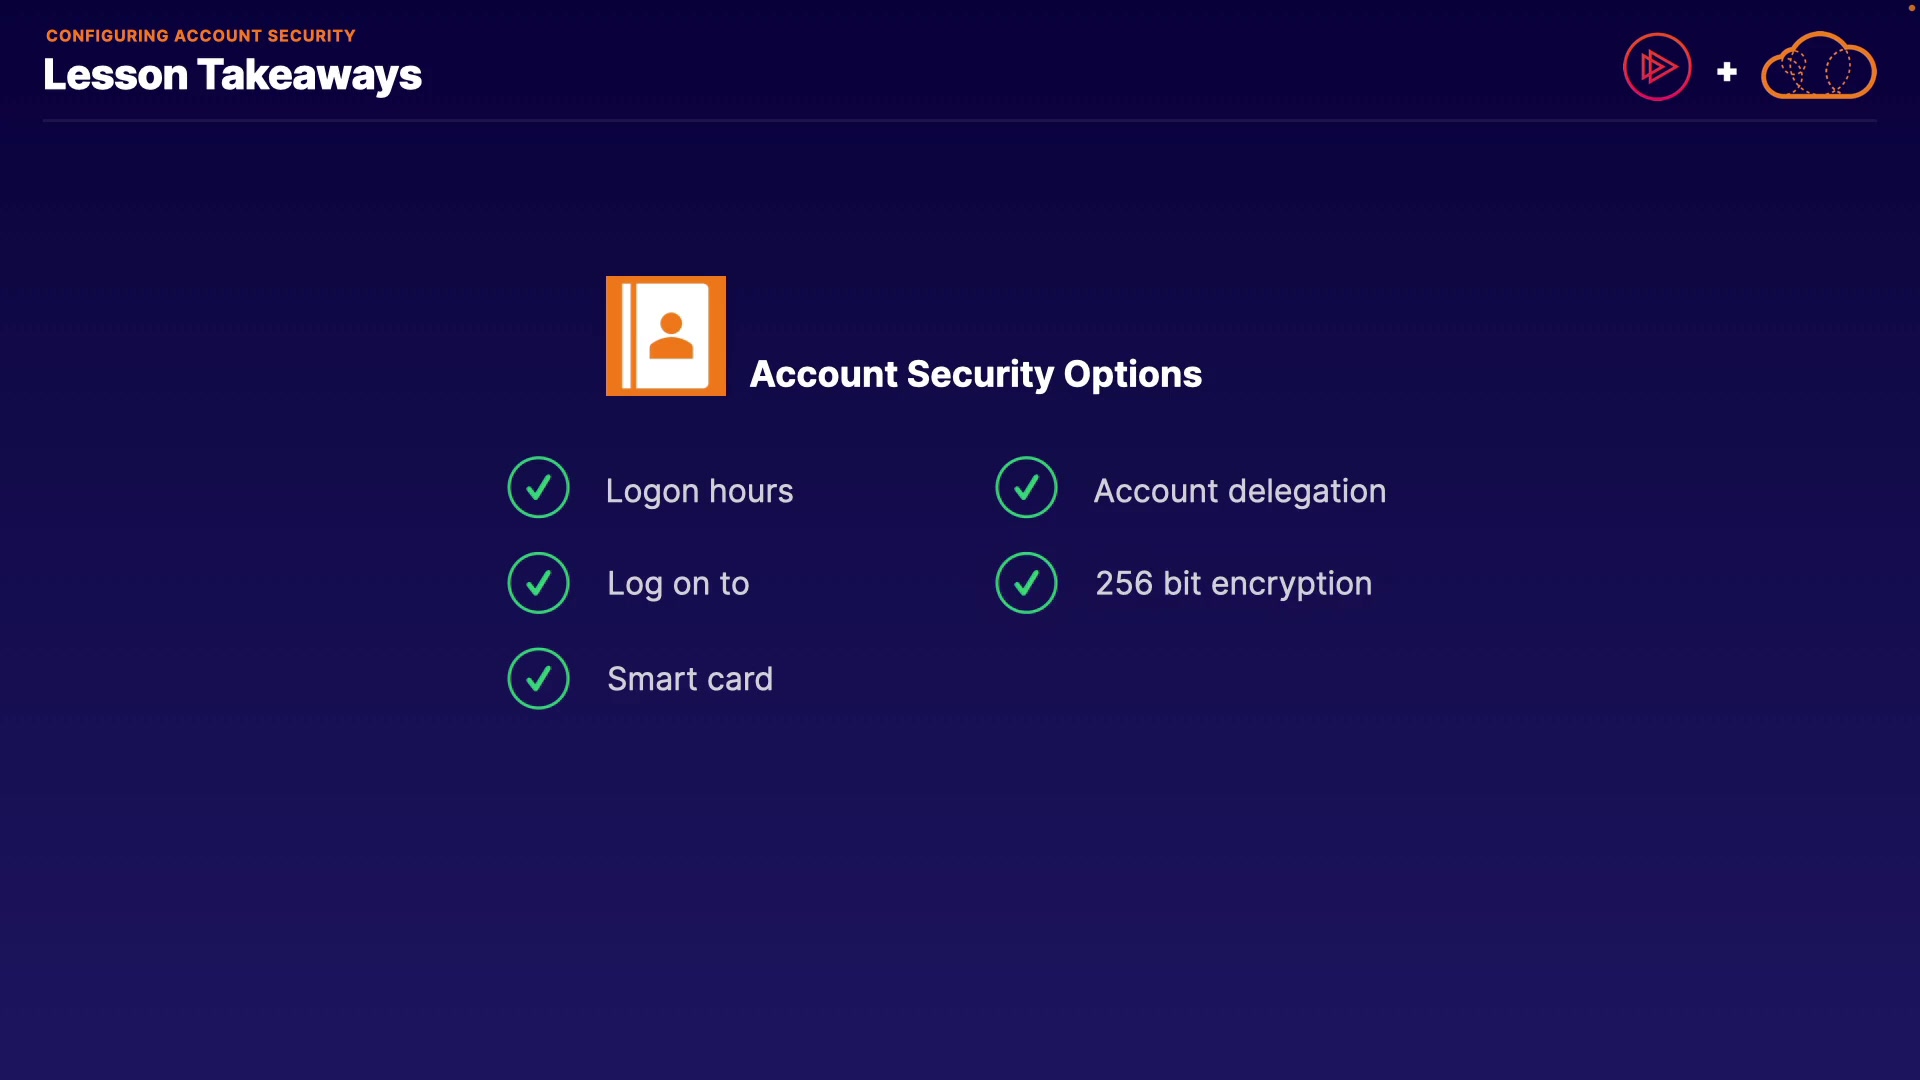 CONFIGURING ACCOUNT SECURITY
Lesson Takeaways
Account Security Options
Logon hours
Log on to
Smart card
Account delegation
256 bit encryption